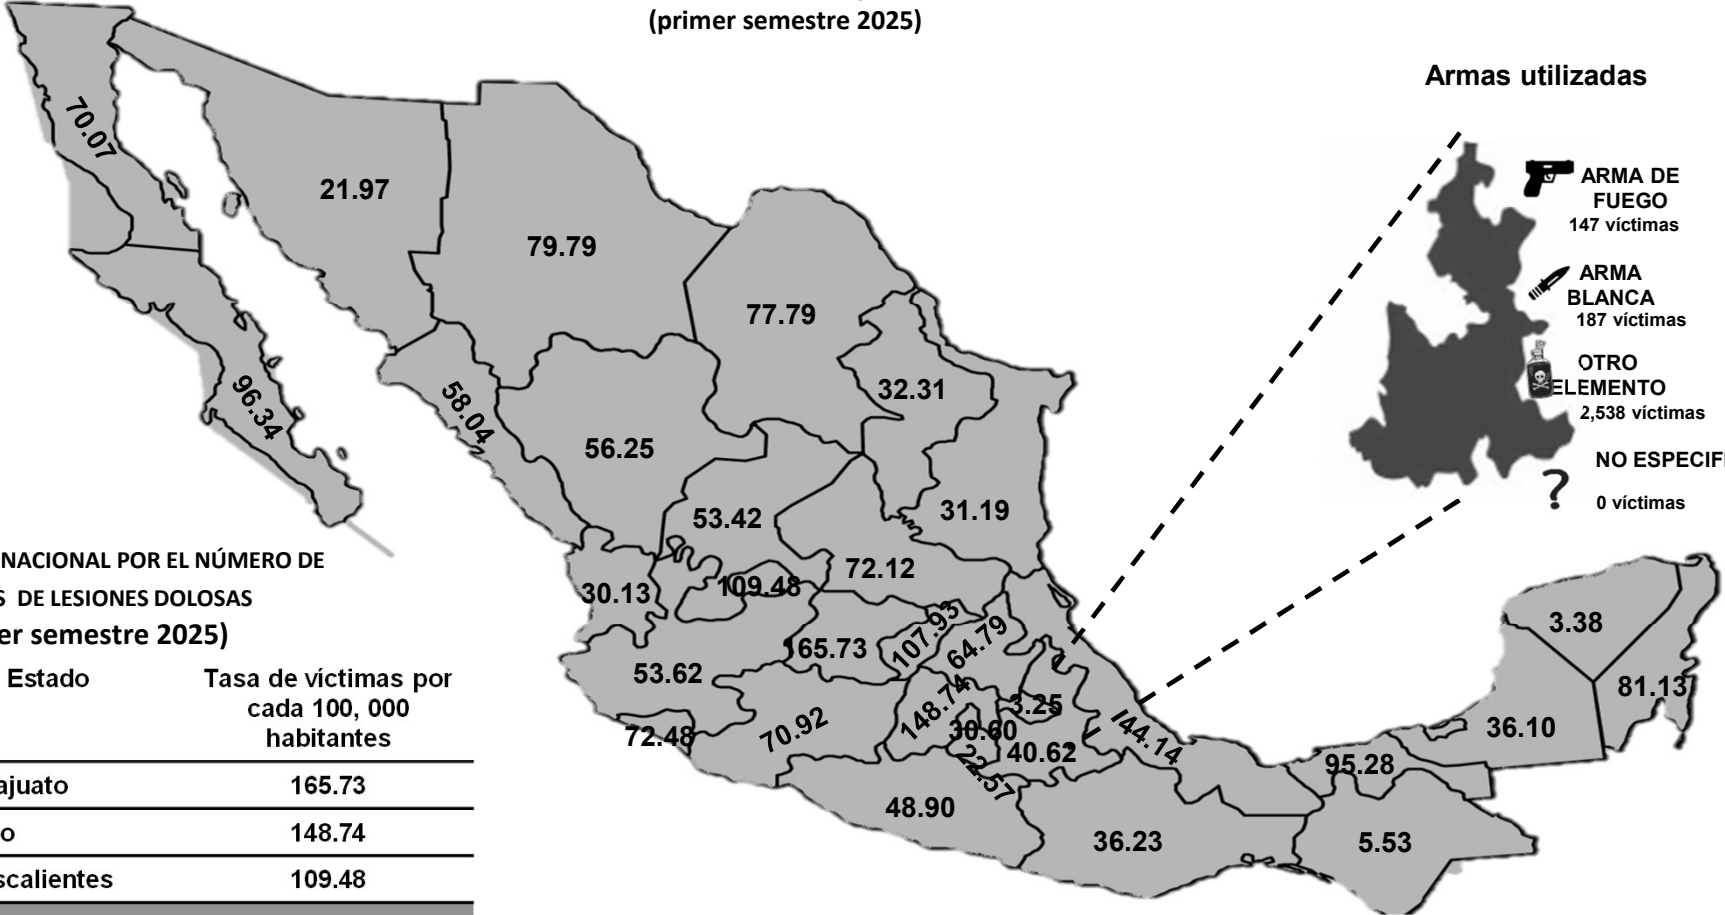 (primer semestre 2025)
Armas utilizadas
ARMA DE
FUEGO
147 víctimas
ARMA
BLANCA
187 víctimas
OTRO
ELEMENTO
2,538 víctimas
NO ESPECIFI
?
0 víctimas
70.07
21.97
79.79
77.79
96.34
58.04
32.31
56.25
53.42
31.19
30.13
109.48
72.12
165.73
107.93
64.79
53.62
148.74
3.25
72.48
70.92
30.60
40.62
44.14
22.57
48.90
36.23
95.28
5.53
3.38
36.10
81.13
NACIONAL POR EL NÚMERO DE
S DE LESIONES DOLOSAS
er semestre 2025)
Estado
Tasa de víctimas por
cada 100, 000
habitantes
ajuato 165.73
o 148.74
scalientes 109.48